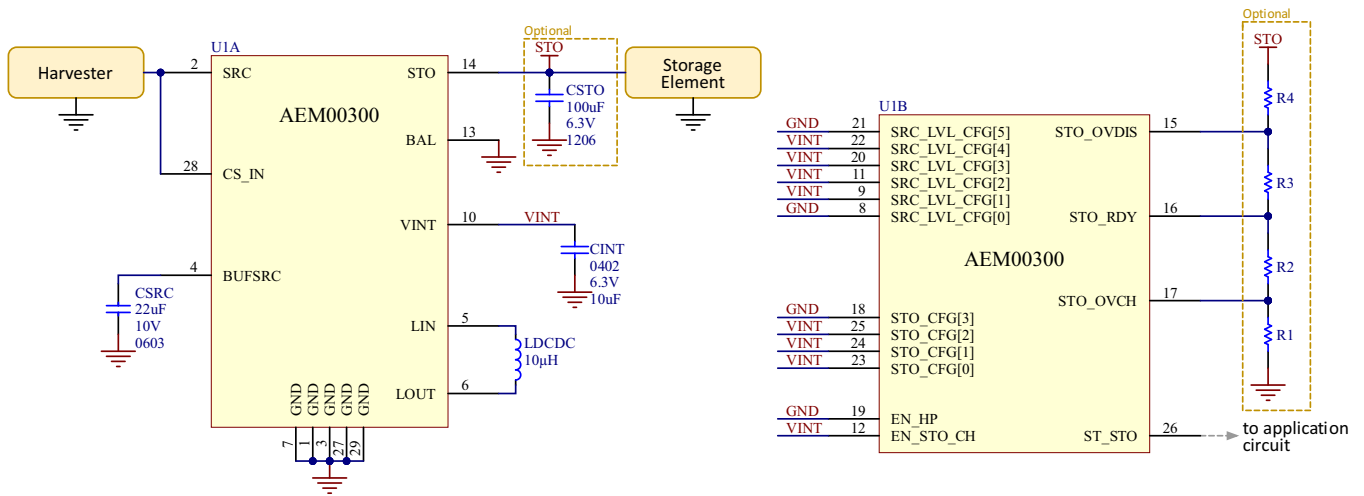 Optional
U1A
STO
Harvester
2
SRC
STO
14
Storage
Element
AEM00300
CSTO
100uF
6.3V
1206
BAL
13
28
CS_IN
VINT
10
VINT
CINT
0402
6.3V
10uF
4
BUFSRC
CSRC
22uF
10V
0603
LIN
5
LDCDC
10µH
LOUT
6
GND
GND
GND
GND
GND
7
1
3
27
29
Optional
STO
R4
U1B
GND
21
SRC_LVL_CFG[5]
STO_OVDIS
15
VINT
22
SRC_LVL_CFG[4]
VINT
20
SRC_LVL_CFG[3]
VINT
11
SRC_LVL_CFG[2]
R3
VINT
9
SRC_LVL_CFG[1]
GND
8
SRC_LVL_CFG[0]
STO_RDY
16
AEM00300
R2
STO_OVCH
17
GND
18
STO_CFG[3]
VINT
25
STO_CFG[2]
R1
VINT
24
STO_CFG[1]
VINT
23
STO_CFG[0]
GND
19
EN_HP
VINT
12
EN_STO_CH
ST_STO
26
to application
circuit